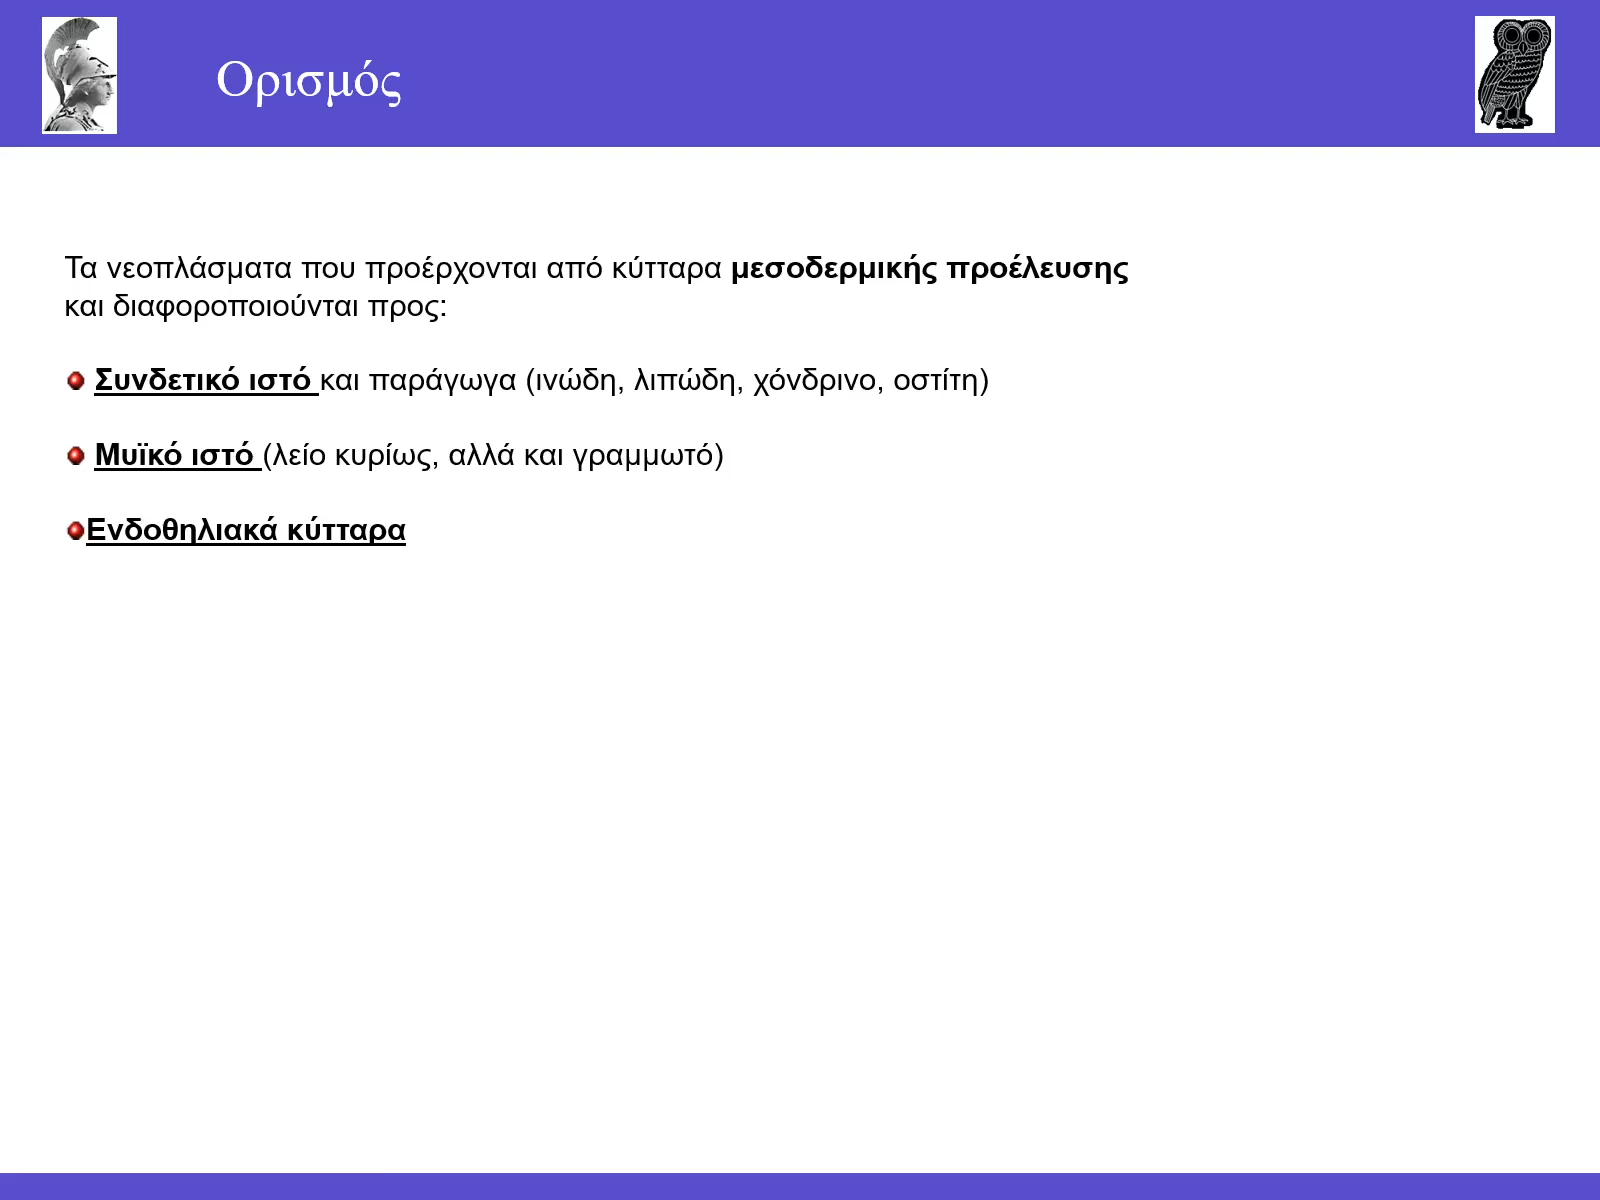 Ορισμός
Τα νεοπλάσματα που προέρχονται από κύτταρα μεσοδερμικής προέλευσης
και διαφοροποιούνται προς:
Συνδετικό ιστό και παράγωγα (ινώδη, λιπώδη, χόνδρινο, οστίτη)
Μυϊκό ιστό (λείο κυρίως, αλλά και γραμμωτό)
Ενδοθηλιακά κύτταρα